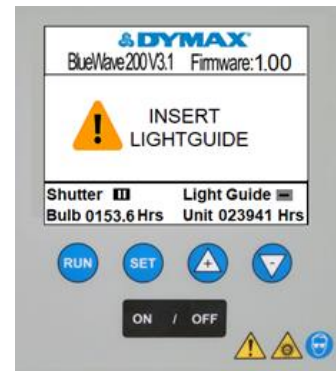 DYMAX
BlueWave 200 V3.1 Firmware: 1.00
! INSERT
LIGHTGUIDE
Shutter Light Guide
Bulb 0153.6 Hrs Unit 023941 Hrs
RUN SET + -
ON / OFF